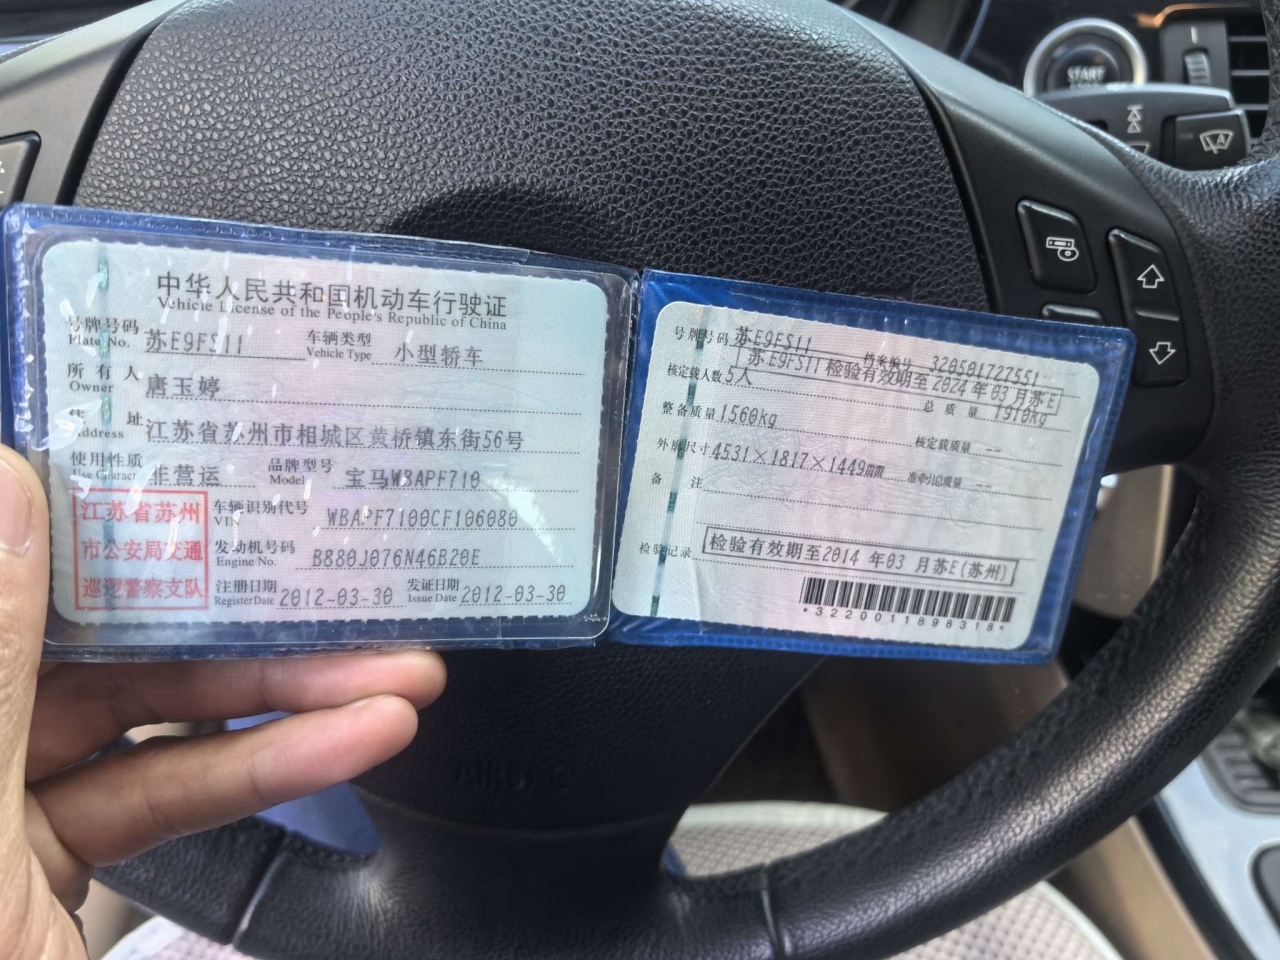 START
中华人民共和国机动车行驶证
Vehicle License of the People's Republic of China
号牌号码 苏E9FS11 车辆类型 小型轿车
Plate No. Vehicle Type
所有人 唐玉婷
Owner
住址 江苏省苏州市相城区黄桥镇东街56号
Address
使用性质 非营运 品牌型号 宝马WBAPF710
Use Charact Model
江苏省苏州
市公安局交通
巡逻警察支队
车辆识别代号 WBAPF7100CF106080
VIN
发动机号码 B880J076N46B20E
Engine No.
注册日期 2012-03-30 发证日期 2012-03-30
Register Date Issue Date
号牌号码 苏E9FS11 档案编号 320501727551
苏E9FS11 检验有效期至2024年03月苏E
核定载人数 5人 总质量 1910kg
整备质量 1560kg 核定载质量 --
外廓尺寸 4531×1817×1449 准牵引总质量 --
备注
检验记录 检验有效期至2014年03月苏E(苏州)
*3220011898318*
AIRBAG